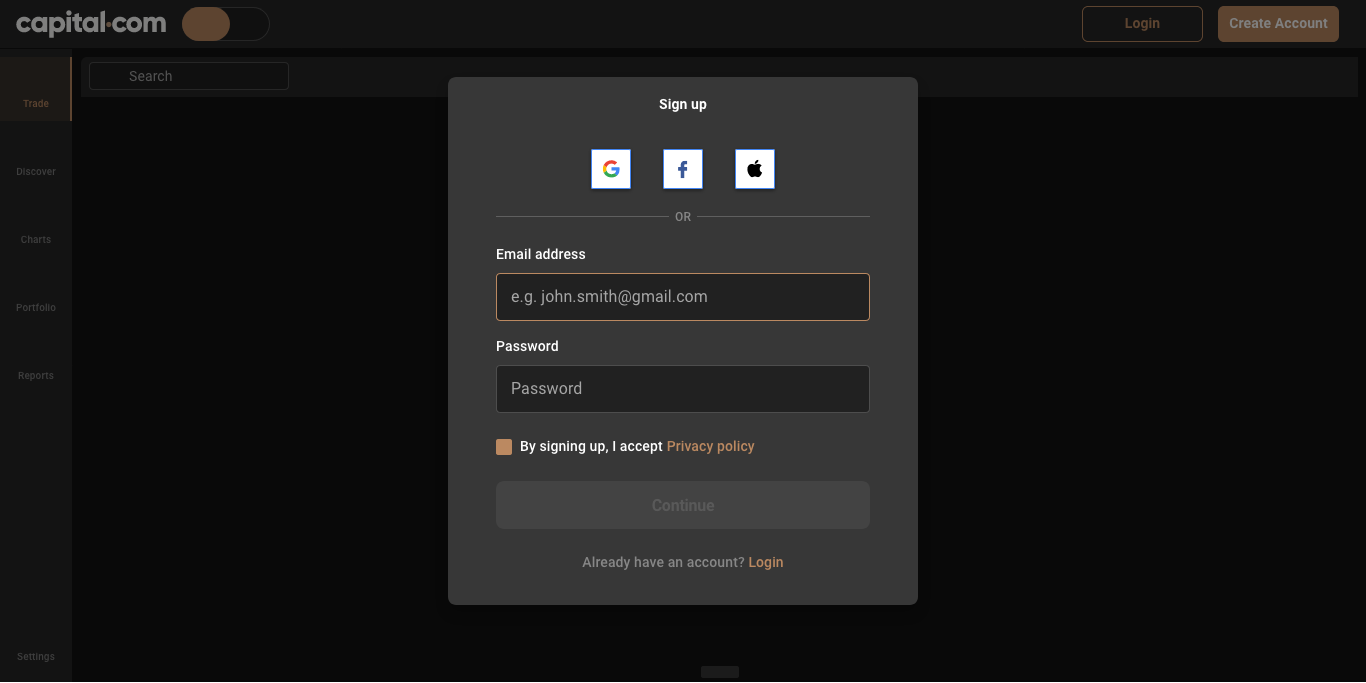 capital.com
Login
Create Account
Search
Trade
Discover
Charts
Portfolio
Reports
Settings
Sign up
OR
Email address
e.g. john.smith@gmail.com
Password
Password
By signing up, I accept Privacy policy
Continue
Already have an account? Login